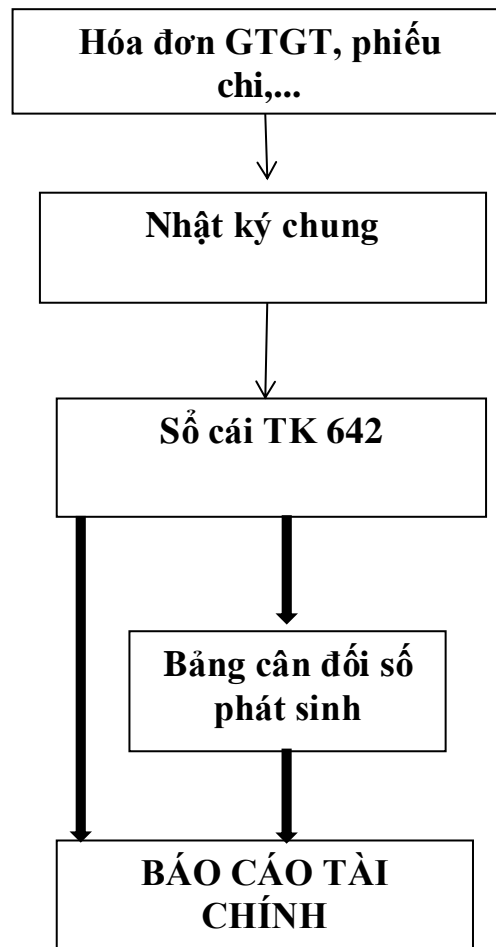 Hóa đơn GTGT, phiếu
chi,...
Nhật ký chung
Sổ cái TK 642
Bảng cân đối số
phát sinh
BÁO CÁO TÀI
CHÍNH